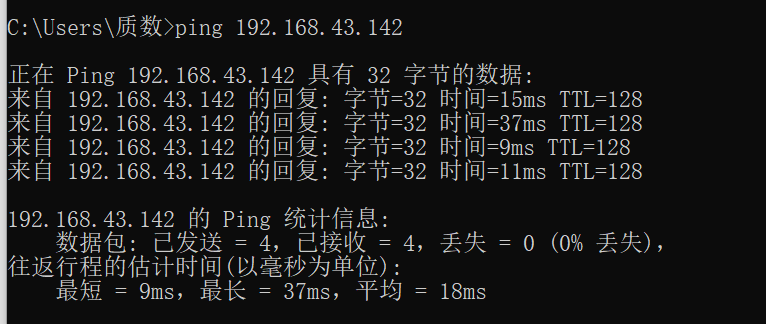 C:\Users\质数>ping 192.168.43.142
正在 Ping 192.168.43.142 具有 32 字节的数据:
来自 192.168.43.142 的回复: 字节=32 时间=15ms TTL=128
来自 192.168.43.142 的回复: 字节=32 时间=37ms TTL=128
来自 192.168.43.142 的回复: 字节=32 时间=9ms TTL=128
来自 192.168.43.142 的回复: 字节=32 时间=11ms TTL=128
192.168.43.142 的 Ping 统计信息:
数据包: 已发送 = 4，已接收 = 4，丢失 = 0 (0% 丢失)，
往返行程的估计时间(以毫秒为单位):
最短 = 9ms，最长 = 37ms，平均 = 18ms